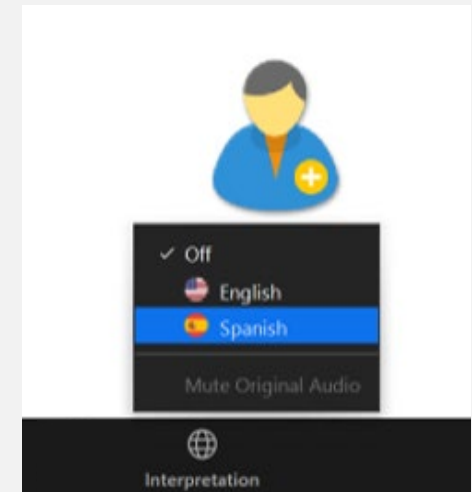 Off
English
Spanish
Mute Original Audio
Interpretation